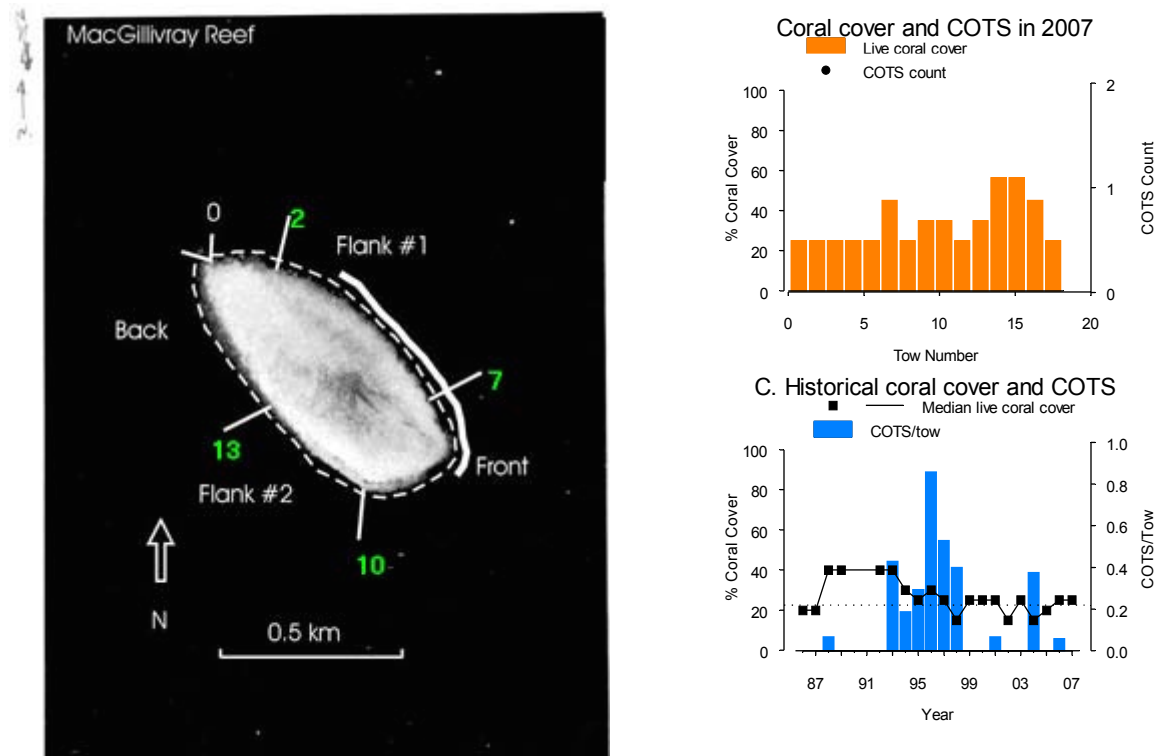 MacGillivray Reef
0
2
Flank #1
Back
7
13
Front
Flank #2
10
N
0.5 km
Coral cover and COTS in 2007
Live coral cover
COTS count
100
80
60
40
20
0
% Coral Cover
2
1
0
COTS Count
0 5 10 15 20
Tow Number
C. Historical coral cover and COTS
Median live coral cover
COTS/tow
100
80
60
40
20
0
% Coral Cover
1.0
0.8
0.6
0.4
0.2
0.0
COTS/Tow
87 91 95 99 03 07
Year